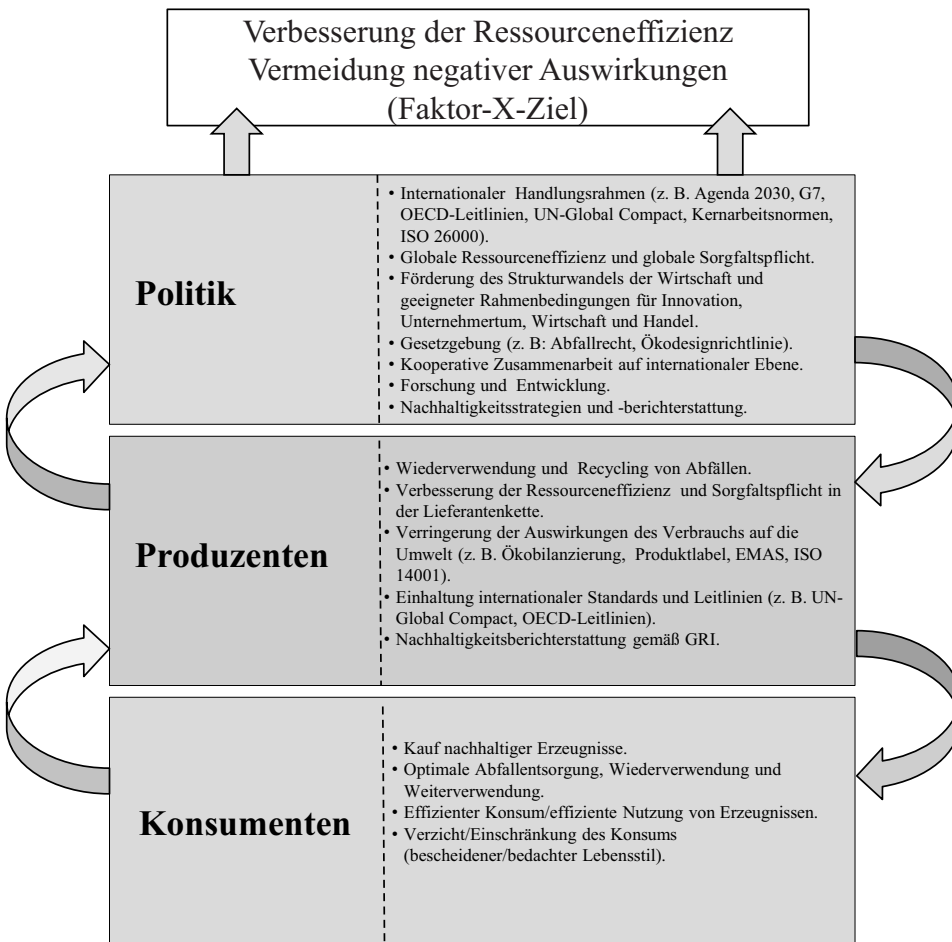 Verbesserung der Ressourceneffizienz
Vermeidung negativer Auswirkungen
(Faktor-X-Ziel)
Politik
• Internationaler Handlungsrahmen (z. B. Agenda 2030, G7,
OECD-Leitlinien, UN-Global Compact, Kernarbeitsnormen,
ISO 26000).
• Globale Ressourceneffizienz und globale Sorgfaltspflicht.
• Förderung des Strukturwandels der Wirtschaft und
geeigneter Rahmenbedingungen für Innovation,
Unternehmertum, Wirtschaft und Handel.
• Gesetzgebung (z. B: Abfallrecht, Ökodesignrichtlinie).
• Kooperative Zusammenarbeit auf internationaler Ebene.
• Forschung und Entwicklung.
• Nachhaltigkeitsstrategien und -berichterstattung.
Produzenten
• Wiederverwendung und Recycling von Abfällen.
• Verbesserung der Ressourceneffizienz und Sorgfaltspflicht in
der Lieferantenkette.
• Verringerung der Auswirkungen des Verbrauchs auf die
Umwelt (z. B. Ökobilanzierung, Produktlabel, EMAS, ISO
14001).
• Einhaltung internationaler Standards und Leitlinien (z. B. UN-
Global Compact, OECD-Leitlinien).
• Nachhaltigkeitsberichterstattung gemäß GRI.
Konsumenten
• Kauf nachhaltiger Erzeugnisse.
• Optimale Abfallentsorgung, Wiederverwendung und
Weiterverwendung.
• Effizienter Konsum/effiziente Nutzung von Erzeugnissen.
• Verzicht/Einschränkung des Konsums
(bescheidener/bedachter Lebensstil).